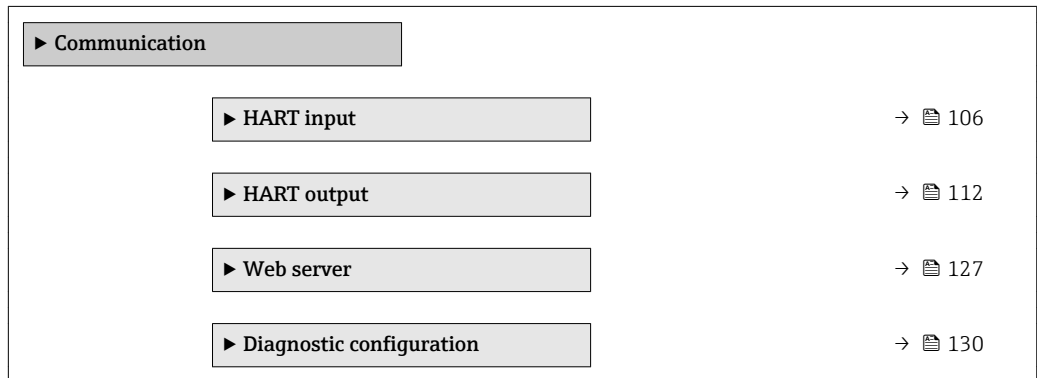 ► Communication
► HART input → 106
► HART output → 112
► Web server → 127
► Diagnostic configuration → 130